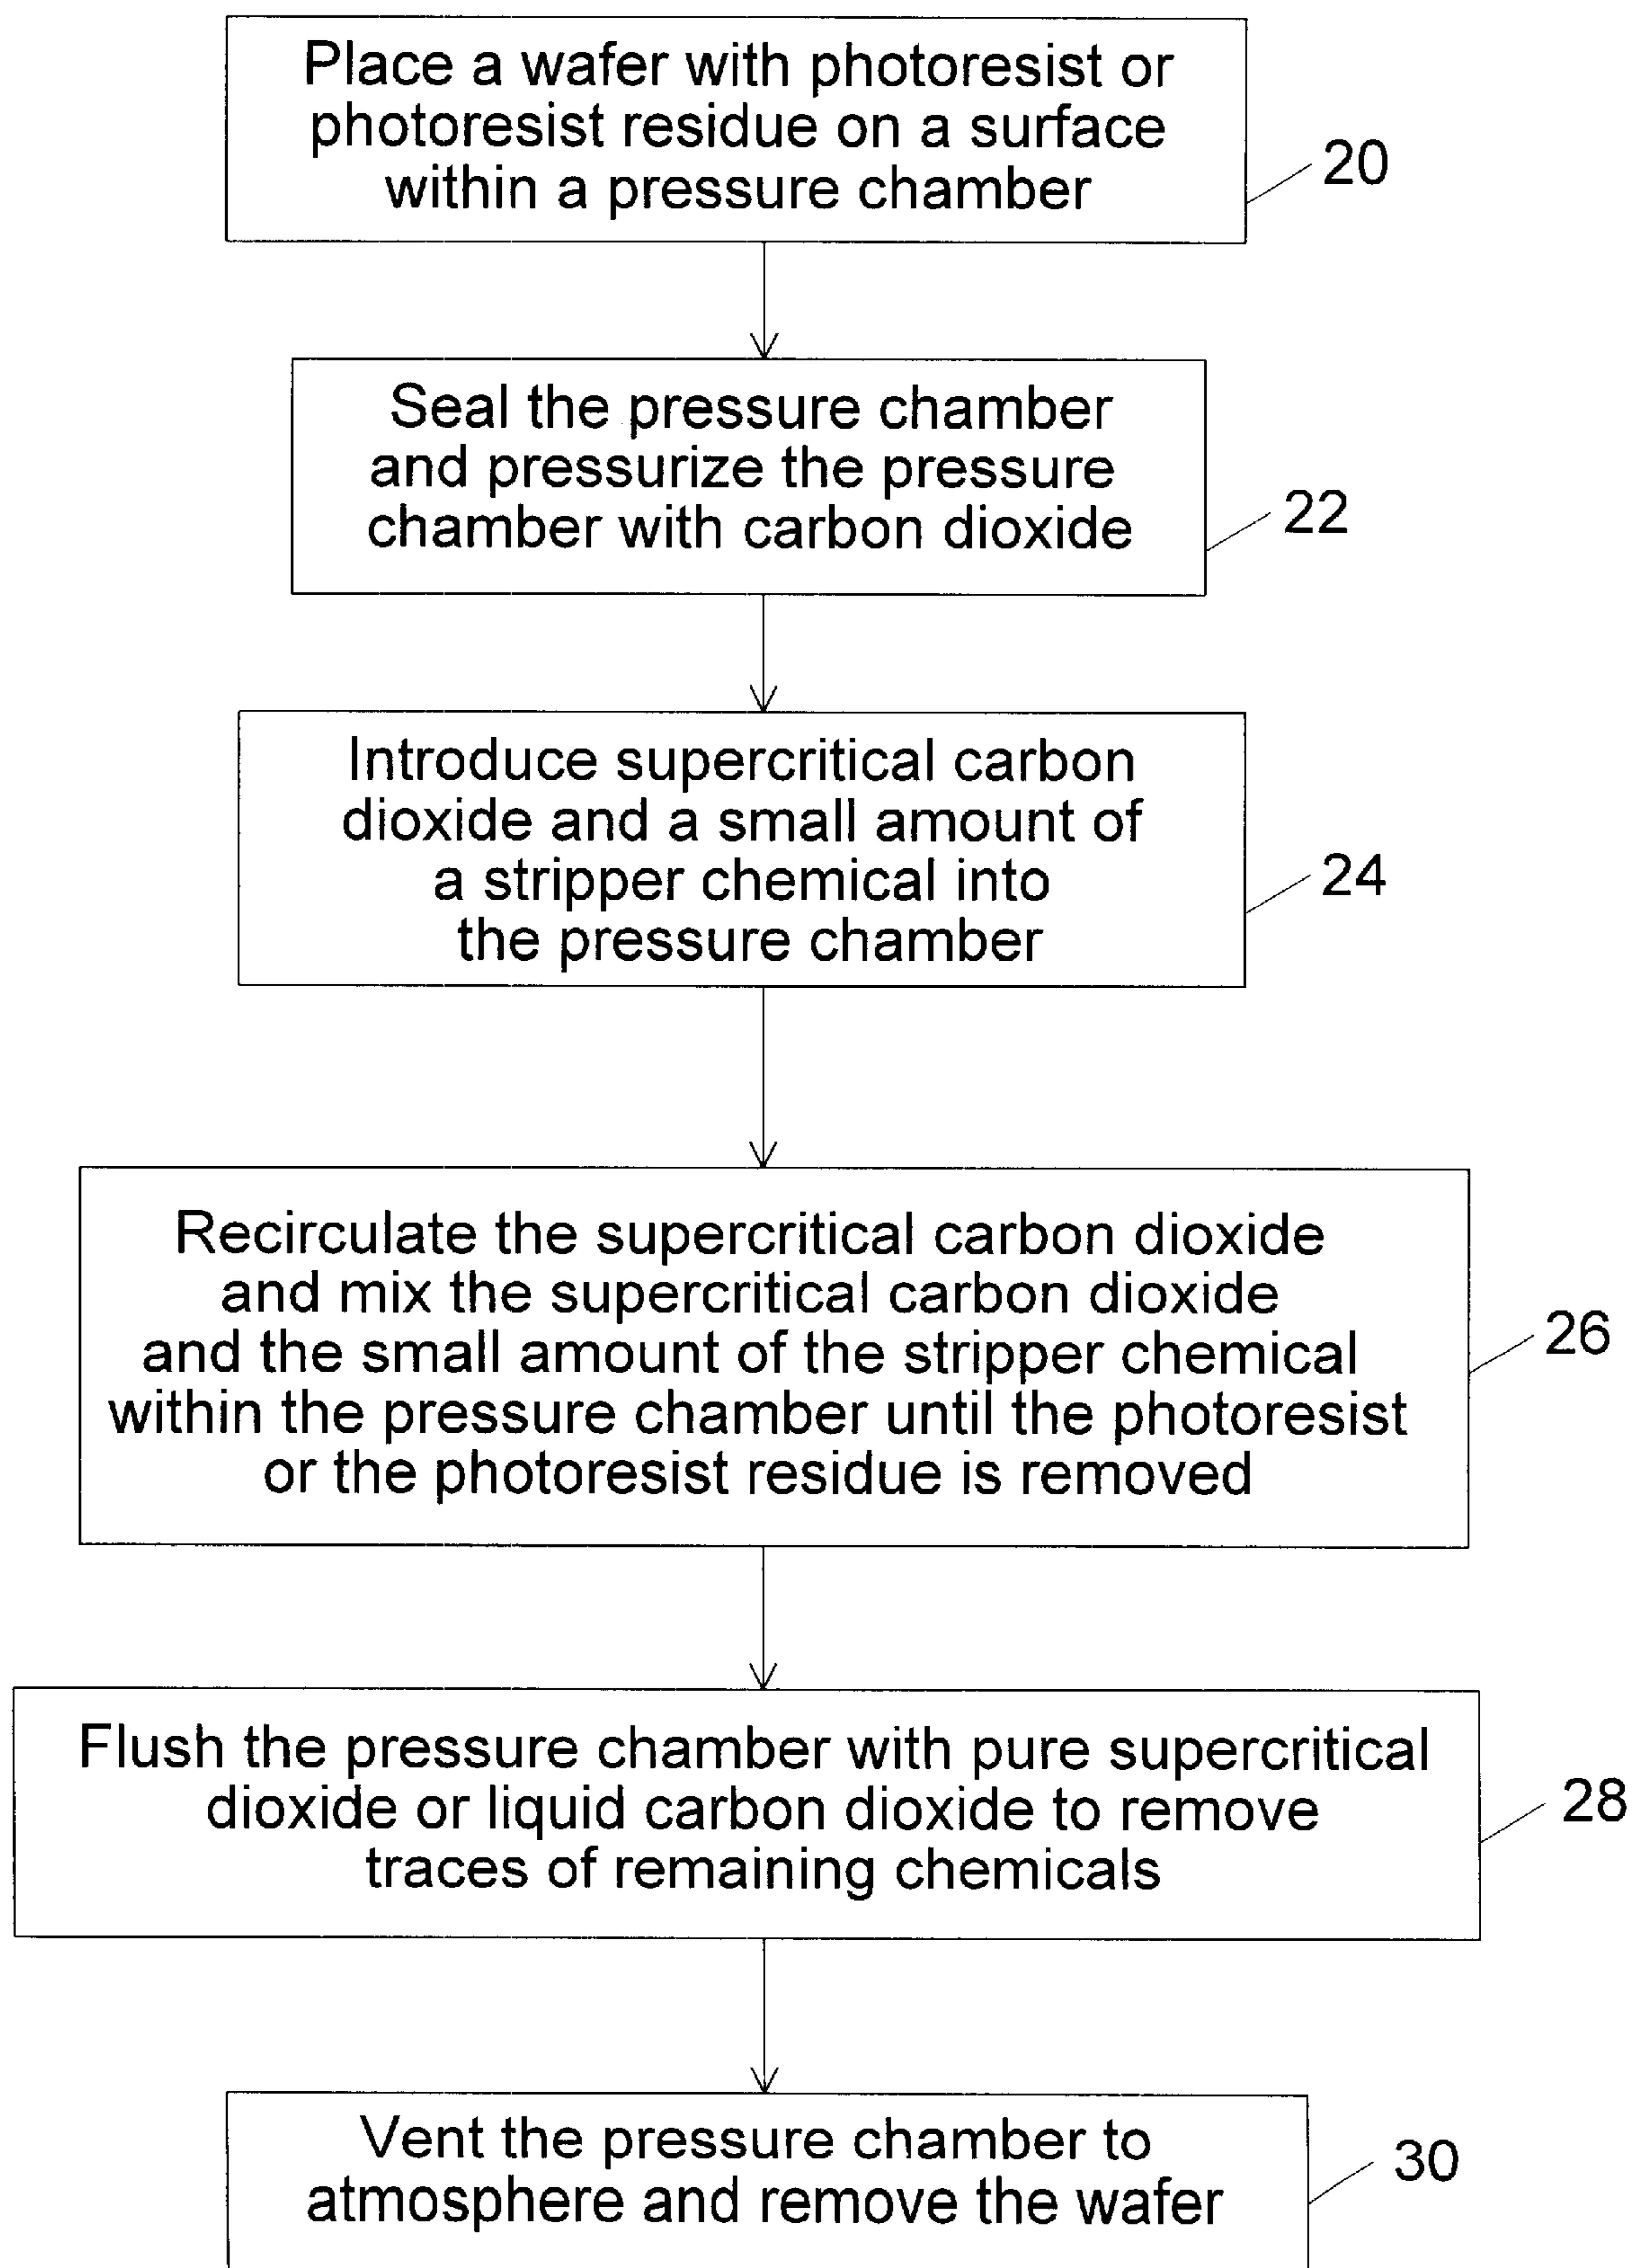 Place a wafer with photoresist or
photoresist residue on a surface
within a pressure chamber
20
Seal the pressure chamber
and pressurize the pressure
chamber with carbon dioxide
22
Introduce supercritical carbon
dioxide and a small amount of
a stripper chemical into
the pressure chamber
24
Recirculate the supercritical carbon dioxide
and mix the supercritical carbon dioxide
and the small amount of the stripper chemical
within the pressure chamber until the photoresist
or the photoresist residue is removed
26
Flush the pressure chamber with pure supercritical
dioxide or liquid carbon dioxide to remove
traces of remaining chemicals
28
Vent the pressure chamber to
atmosphere and remove the wafer
30